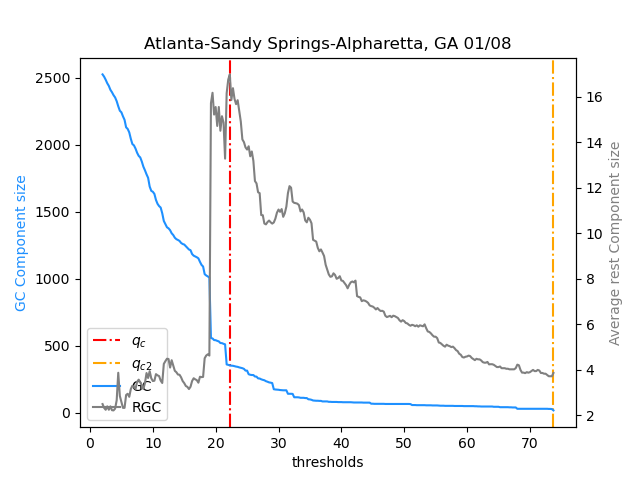 Atlanta-Sandy Springs-Alpharetta, GA 01/08
2500
2000
1500
1000
500
0
GC Component size
16
14
12
10
8
6
4
2
Average rest Component size
q_c
q_c2
GC
RGC
0 10 20 30 40 50 60 70
thresholds